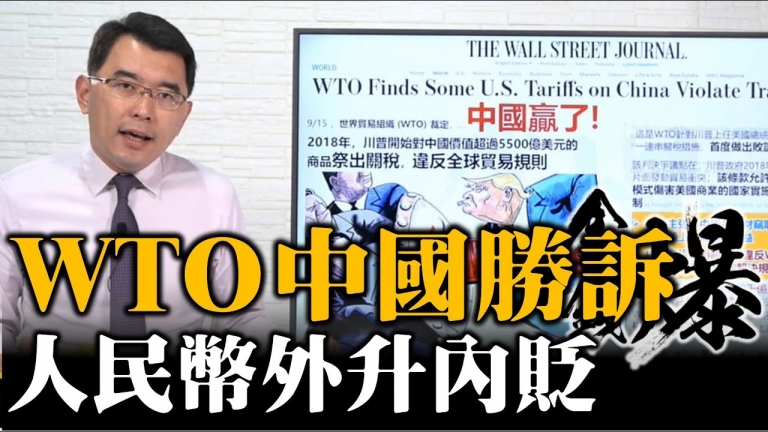 THE WALL STREET JOURNAL.
WORLD
WTO Finds Some U.S. Tariffs on China Violate Tra
中國贏了!
9/15，世界貿易組織 (WTO) 裁定，
2018年，川普開始對中國價值超過5500億美元的
商品祭出關稅，違反全球貿易規則
這是WTO針對川普上任美國總統
一連串關稅措施，首度做出敗訴
該判決爭議點在，川普政府2018年
片面發動貿易衝突，該條款允許
模式傷害美國商業的國家實施
制
WTO中國勝訴
爆
人民幣外升內貶